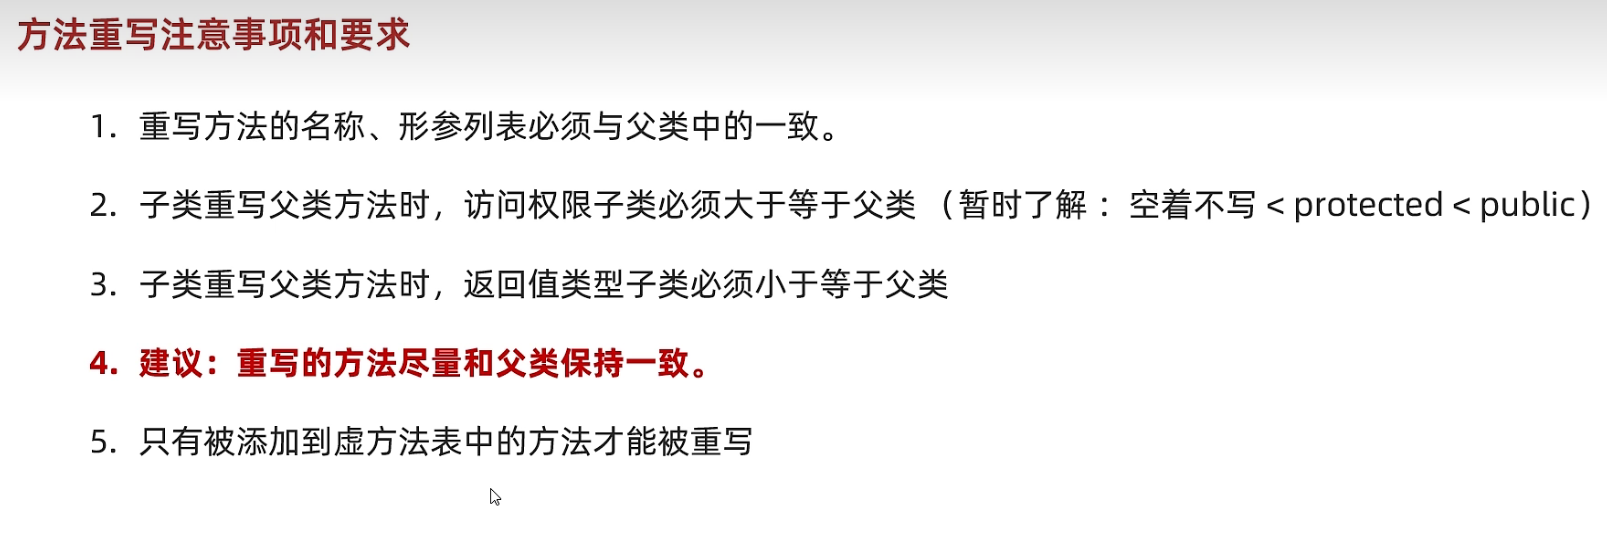 方法重写注意事项和要求
1. 重写方法的名称、形参列表必须与父类中的一致。
2. 子类重写父类方法时，访问权限子类必须大于等于父类（暂时了解：空着不写 < protected < public）
3. 子类重写父类方法时，返回值类型子类必须小于等于父类
4. 建议：重写的方法尽量和父类保持一致。
5. 只有被添加到虚方法表中的方法才能被重写